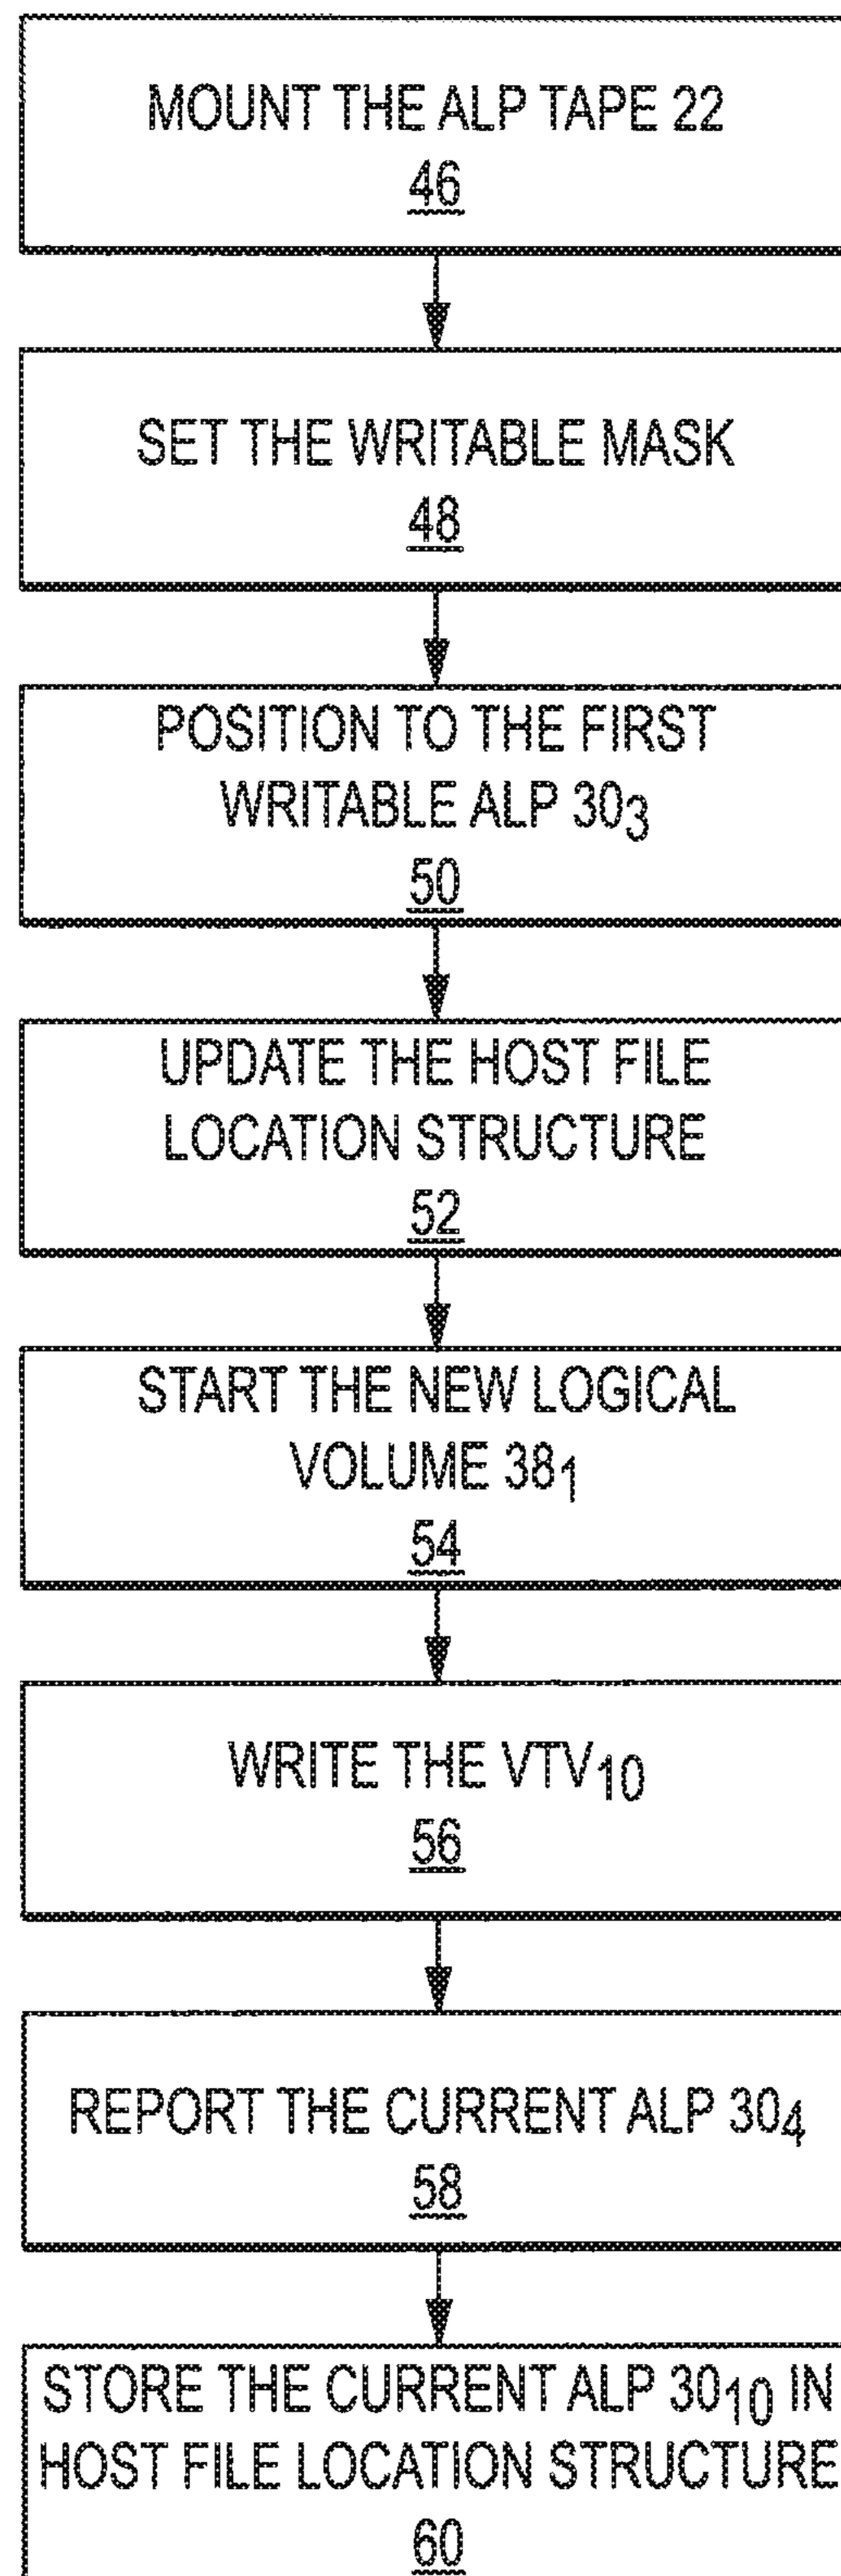 MOUNT THE ALP TAPE 22
46
SET THE WRITABLE MASK
48
POSITION TO THE FIRST
WRITABLE ALP 30₃
50
UPDATE THE HOST FILE
LOCATION STRUCTURE
52
START THE NEW LOGICAL
VOLUME 38₁
54
WRITE THE VTV₁₀
56
REPORT THE CURRENT ALP 30₄
58
STORE THE CURRENT ALP 30₁₀ IN
HOST FILE LOCATION STRUCTURE
60